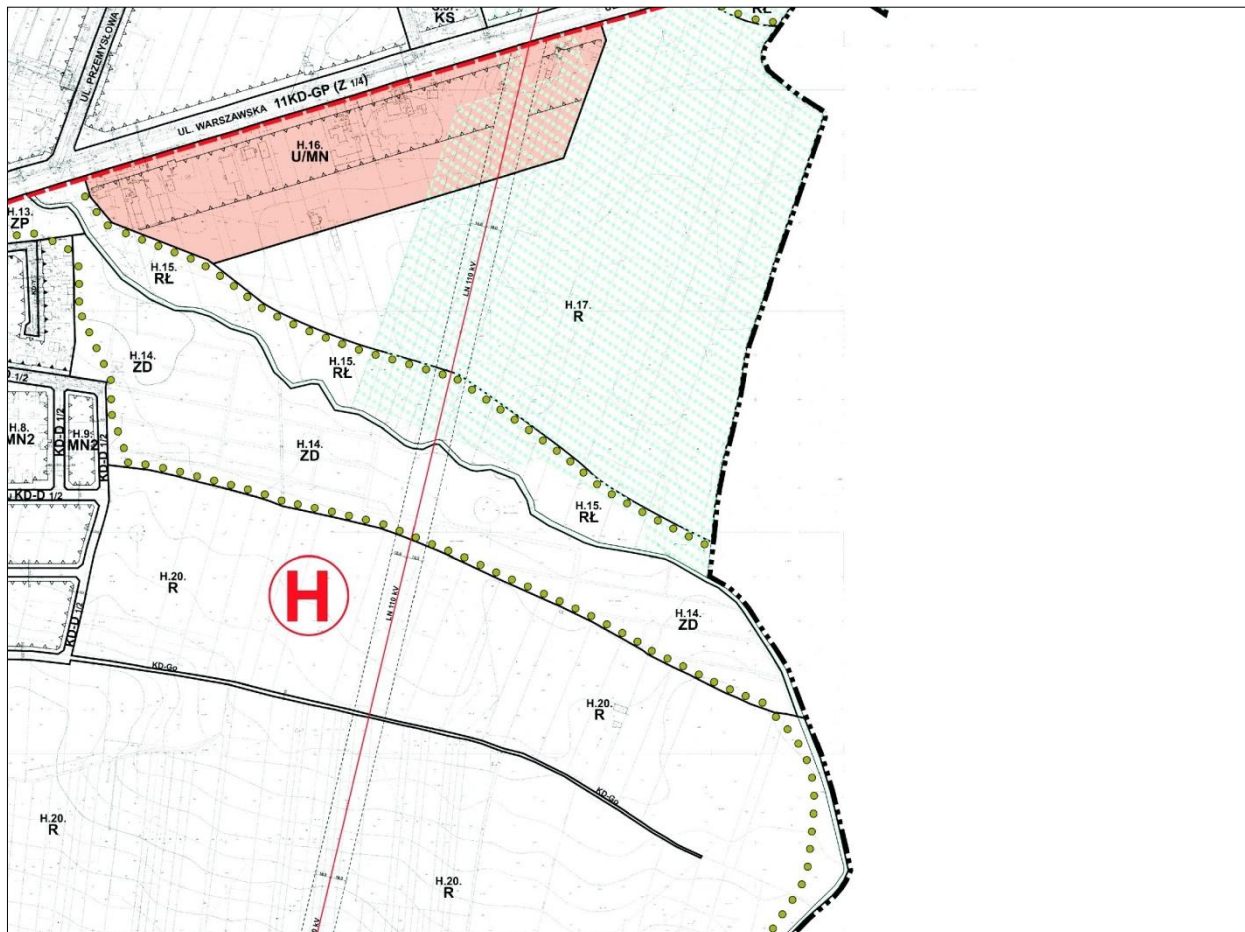 KS
RŁ
UL. PRZEMYSŁOWA
UL. WARSZAWSKA 11KD-GP (Z 1/4)
H.16.
U/MN
H.13.
ZP
H.15.
RŁ
LN 110 kV
H.17.
R
H.14.
ZD
H.15.
RŁ
D 1/2
H.8.
MN2
KD-D 1/2
H.9.
MN2
KD-D 1/2
H.14.
ZD
KD-D 1/2
H.15.
RŁ
H.20.
R
H
LN 110 kV
H.14.
ZD
KD-D 1/2
KD-Go
H.20.
R
KD-Go
H.20.
R
H.20.
R
0 kV